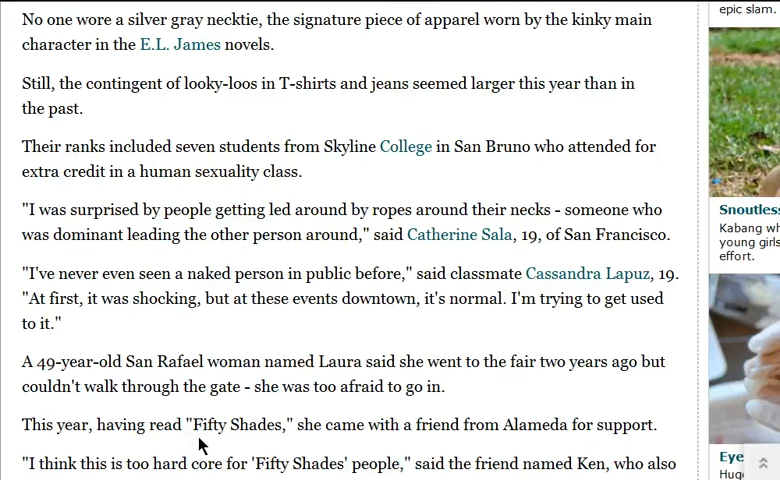 No one wore a silver gray necktie, the signature piece of apparel worn by the kinky main
character in the E.L. James novels.
Still, the contingent of looky-loos in T-shirts and jeans seemed larger this year than in
the past.
Their ranks included seven students from Skyline College in San Bruno who attended for
extra credit in a human sexuality class.
"I was surprised by people getting led around by ropes around their necks - someone who
was dominant leading the other person around," said Catherine Sala, 19, of San Francisco.
"I've never even seen a naked person in public before," said classmate Cassandra Lapuz, 19.
"At first, it was shocking, but at these events downtown, it's normal. I'm trying to get used
to it."
A 49-year-old San Rafael woman named Laura said she went to the fair two years ago but
couldn't walk through the gate - she was too afraid to go in.
This year, having read "Fifty Shades," she came with a friend from Alameda for support.
"I think this is too hard core for 'Fifty Shades' people," said the friend named Ken, who also
epic slam.
Snoutless
Kabang wh
young girls
effort.
Eye
Hug